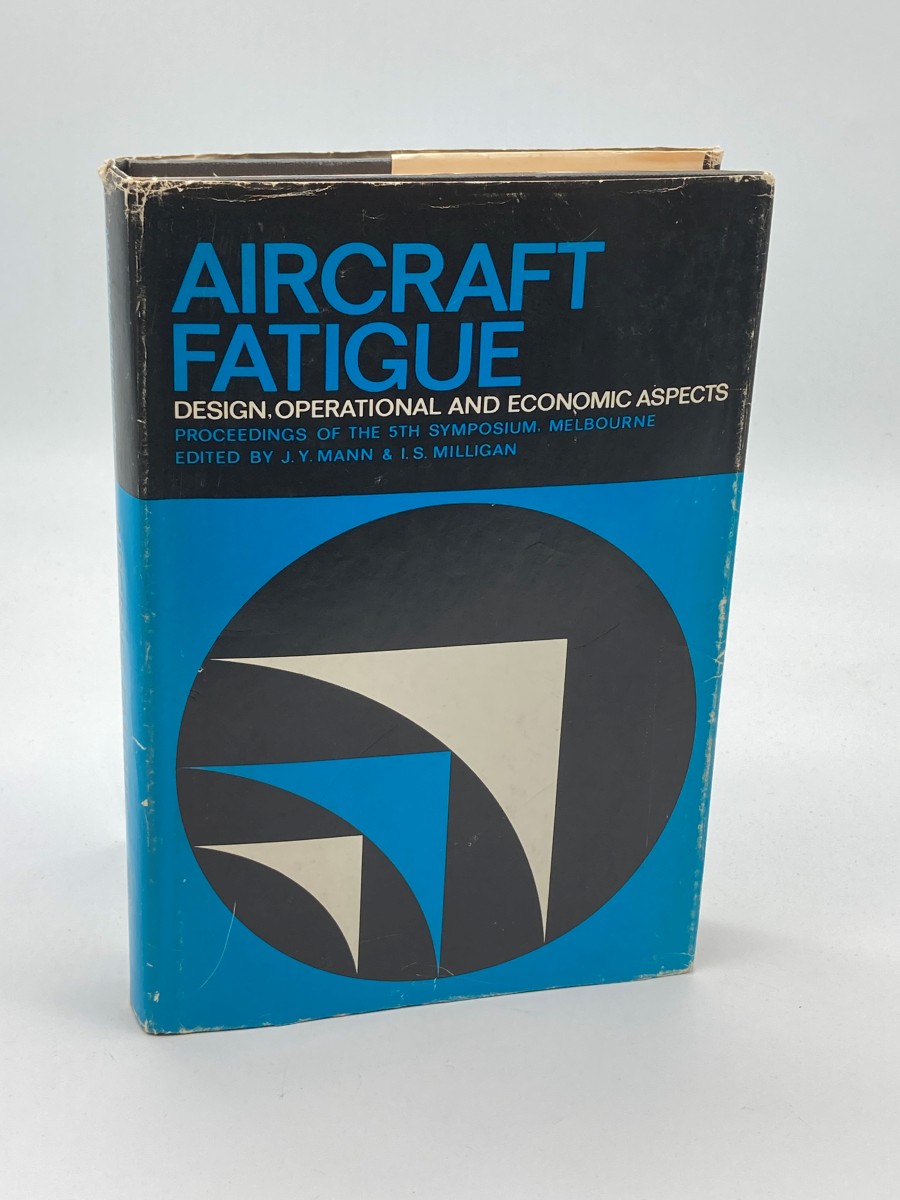 AIRCRAFT
FATIGUE
DESIGN, OPERATIONAL AND ECONOMIC ASPECTS
PROCEEDINGS OF THE 5TH SYMPOSIUM, MELBOURNE
EDITED BY J.Y. MANN & I.S. MILLIGAN